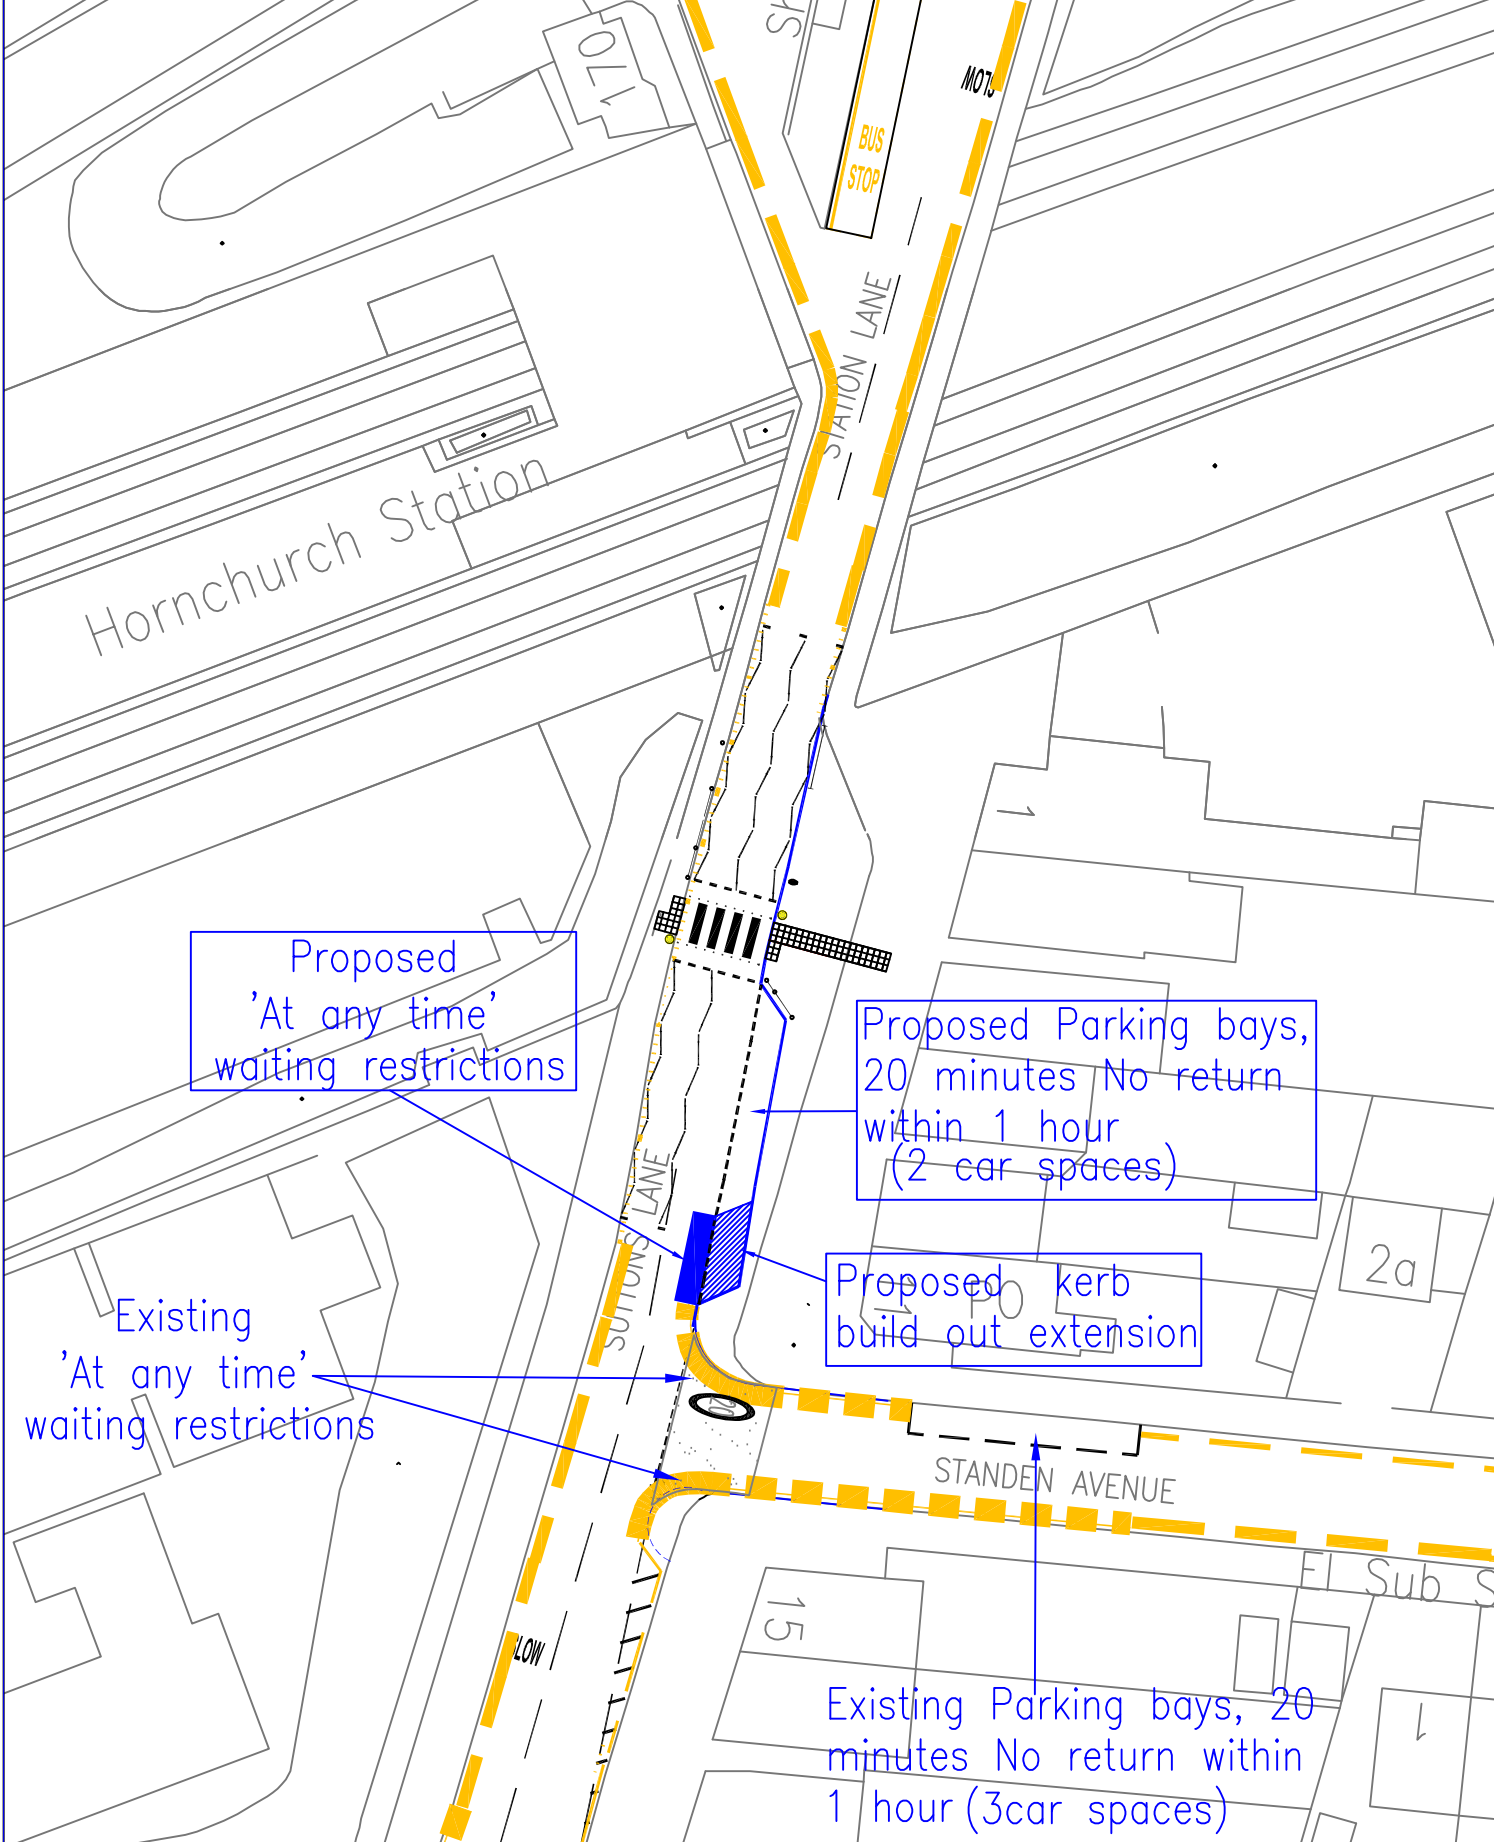 170
SLOW
BUS
STOP
STATION LANE
Hornchurch Station
1
Proposed
'At any time'
waiting restrictions
Proposed Parking bays,
20 minutes No return
within 1 hour
(2 car spaces)
SUTTONS LANE
2a
Proposed kerb
build out extension
11
PO
Existing
'At any time'
waiting restrictions
20
STANDEN AVENUE
El Sub S
15
SLOW
1
Existing Parking bays, 20
minutes No return within
1 hour (3car spaces)